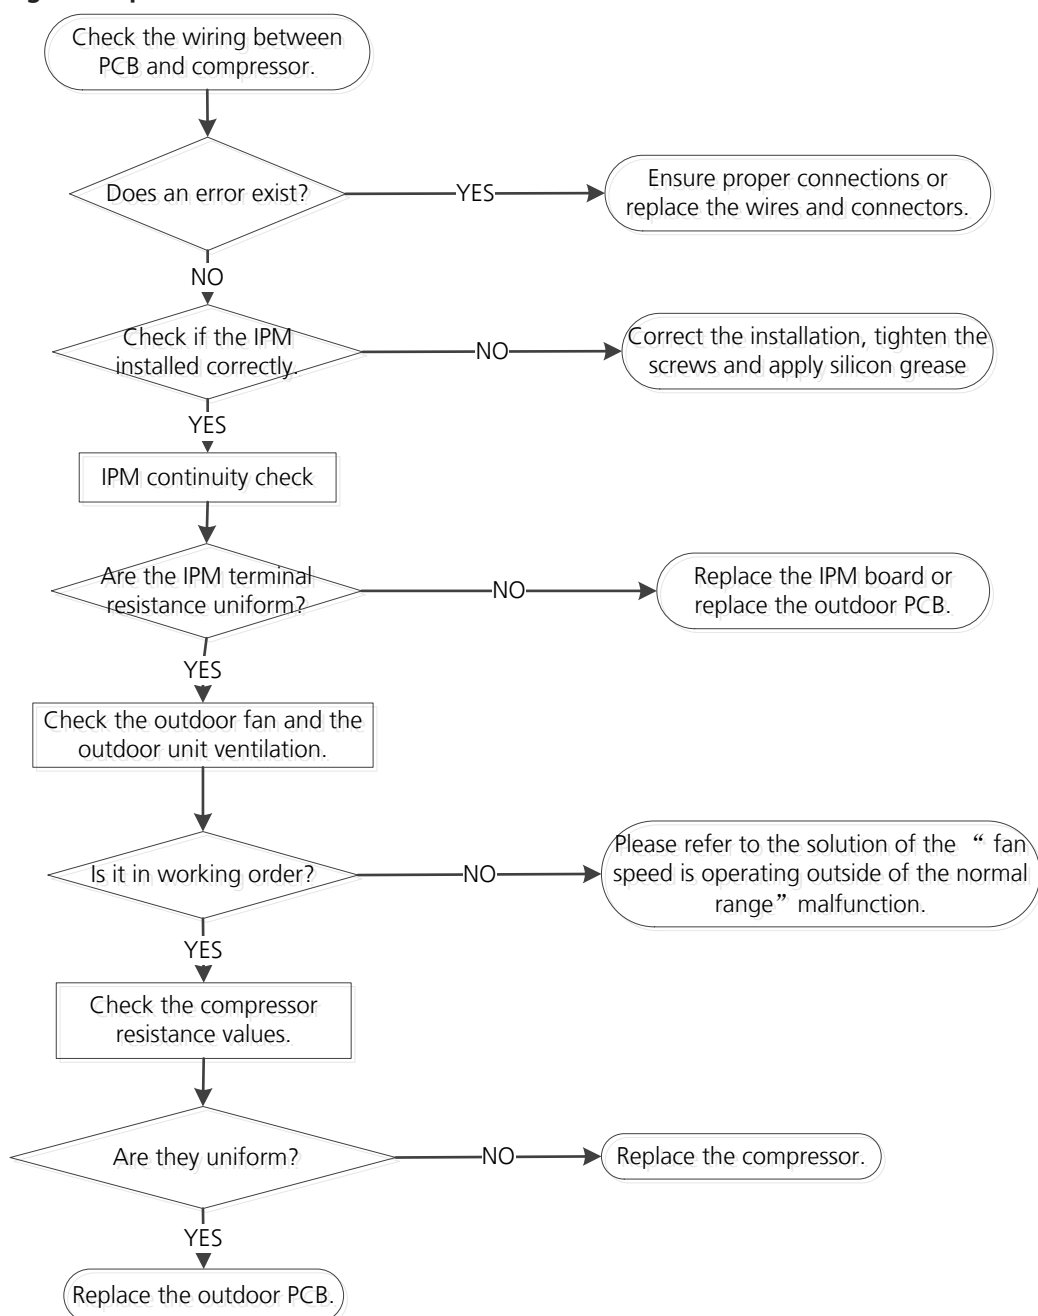 Check the wiring between
PCB and compressor.
Does an error exist?
YES
Ensure proper connections or
replace the wires and connectors.
NO
Check if the IPM
installed correctly.
NO
Correct the installation, tighten the
screws and apply silicon grease
YES
IPM continuity check
Are the IPM terminal
resistance uniform?
NO
Replace the IPM board or
replace the outdoor PCB.
YES
Check the outdoor fan and the
outdoor unit ventilation.
Is it in working order?
NO
Please refer to the solution of the “ fan
speed is operating outside of the normal
range” malfunction.
YES
Check the compressor
resistance values.
Are they uniform?
NO
Replace the compressor.
YES
Replace the outdoor PCB.